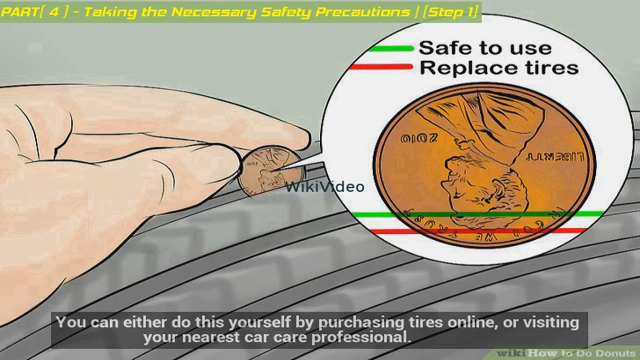 PART[ 4 ] - Taking the Necessary Safety Precautions | [Step 1]
Safe to use
Replace tires
2010
LIBERTY
WikiVideo
You can either do this yourself by purchasing tires online, or visiting
your nearest car care professional.
wikiHow to Do Donuts